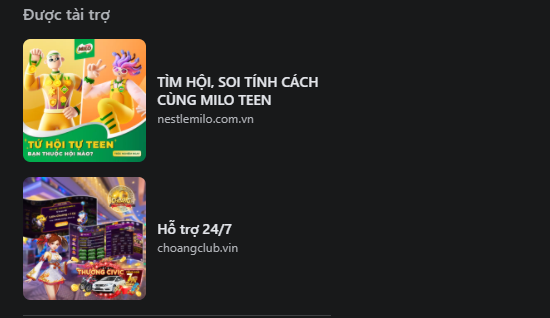 Được tài trợ
MILO
TỨ HỘI TỰ TEEN
BẠN THUỘC HỘI NÀO?
TÌM HỘI, SOI TÍNH CÁCH
CÙNG MILO TEEN
nestlemilo.com.vn
THƯỞNG CIVIC
Hỗ trợ 24/7
choangclub.vin